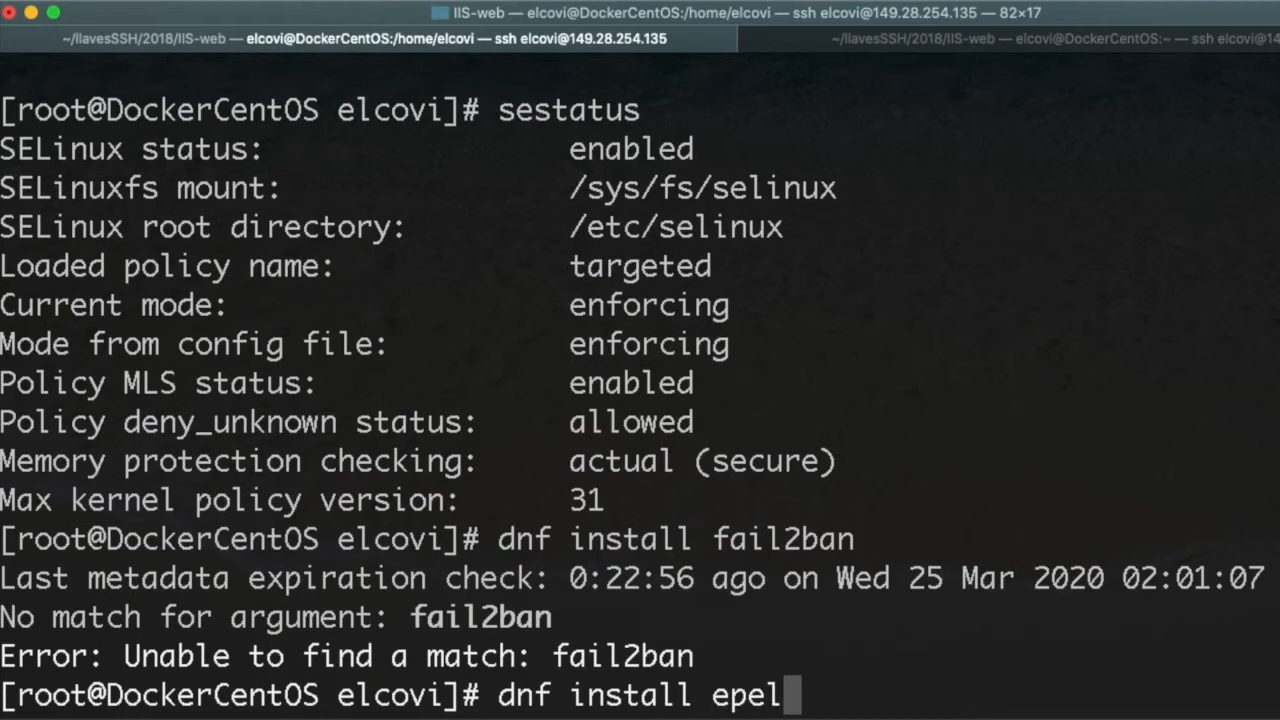 IIS-web — elcovi@DockerCentOS:/home/elcovi — ssh elcovi@149.28.254.135 — 82×17
~/llavesSSH/2018/IIS-web — elcovi@DockerCentOS:/home/elcovi — ssh elcovi@149.28.254.135
~/llavesSSH/2018/IIS-web — elcovi@DockerCentOS:~ — ssh elcovi@14
[root@DockerCentOS elcovi]# sestatus
SELinux status: enabled
SELinuxfs mount: /sys/fs/selinux
SELinux root directory: /etc/selinux
Loaded policy name: targeted
Current mode: enforcing
Mode from config file: enforcing
Policy MLS status: enabled
Policy deny_unknown status: allowed
Memory protection checking: actual (secure)
Max kernel policy version: 31
[root@DockerCentOS elcovi]# dnf install fail2ban
Last metadata expiration check: 0:22:56 ago on Wed 25 Mar 2020 02:01:07
No match for argument: fail2ban
Error: Unable to find a match: fail2ban
[root@DockerCentOS elcovi]# dnf install epel